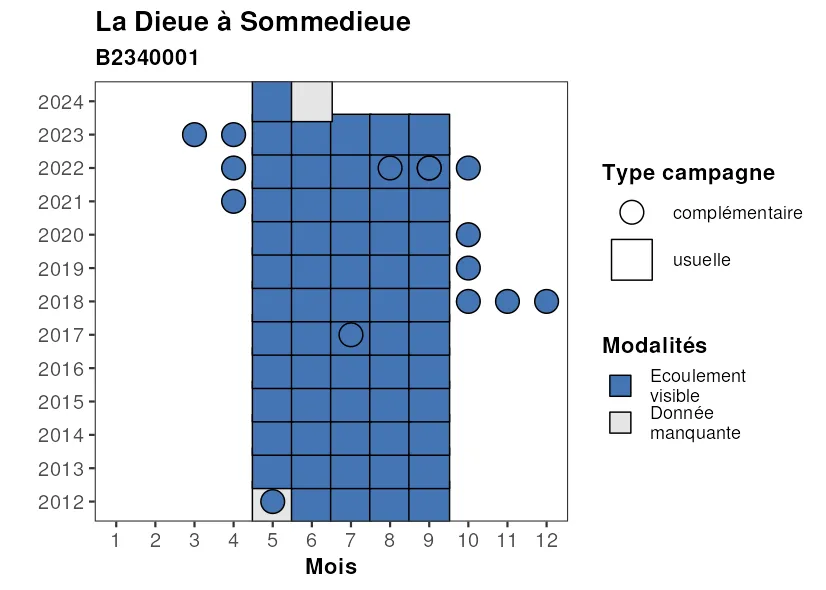 La Dieue à Sommedieue
B2340001
2024
2023
2022
2021
2020
2019
2018
2017
2016
2015
2014
2013
2012
1 2 3 4 5 6 7 8 9 10 11 12
Mois
Type campagne
complémentaire
usuelle
Modalités
Ecoulement
visible
Donnée
manquante